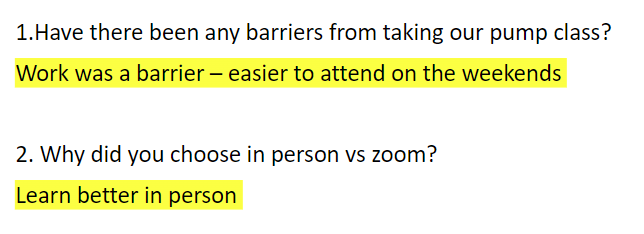 1.Have there been any barriers from taking our pump class?
Work was a barrier – easier to attend on the weekends
2. Why did you choose in person vs zoom?
Learn better in person